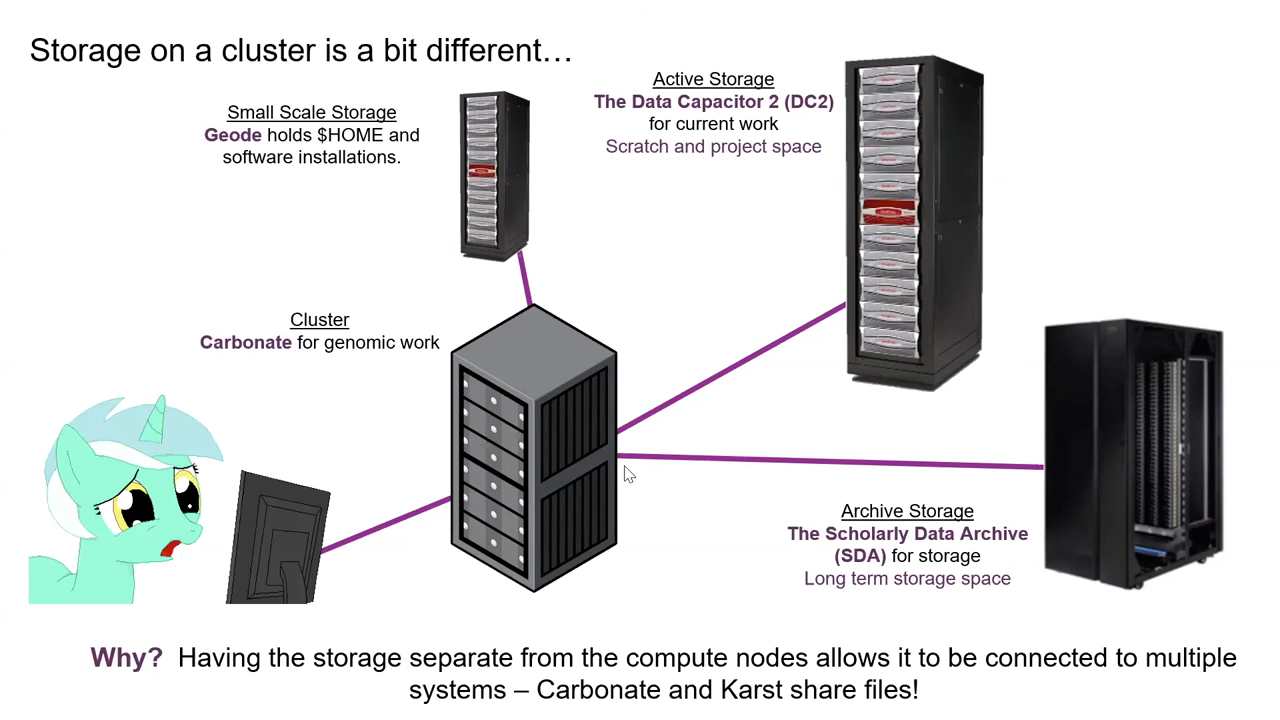 Storage on a cluster is a bit different…
Small Scale Storage
Geode holds $HOME and
software installations.
Active Storage
The Data Capacitor 2 (DC2)
for current work
Scratch and project space
Cluster
Carbonate for genomic work
Archive Storage
The Scholarly Data Archive
(SDA) for storage
Long term storage space
Why? Having the storage separate from the compute nodes allows it to be connected to multiple
systems – Carbonate and Karst share files!